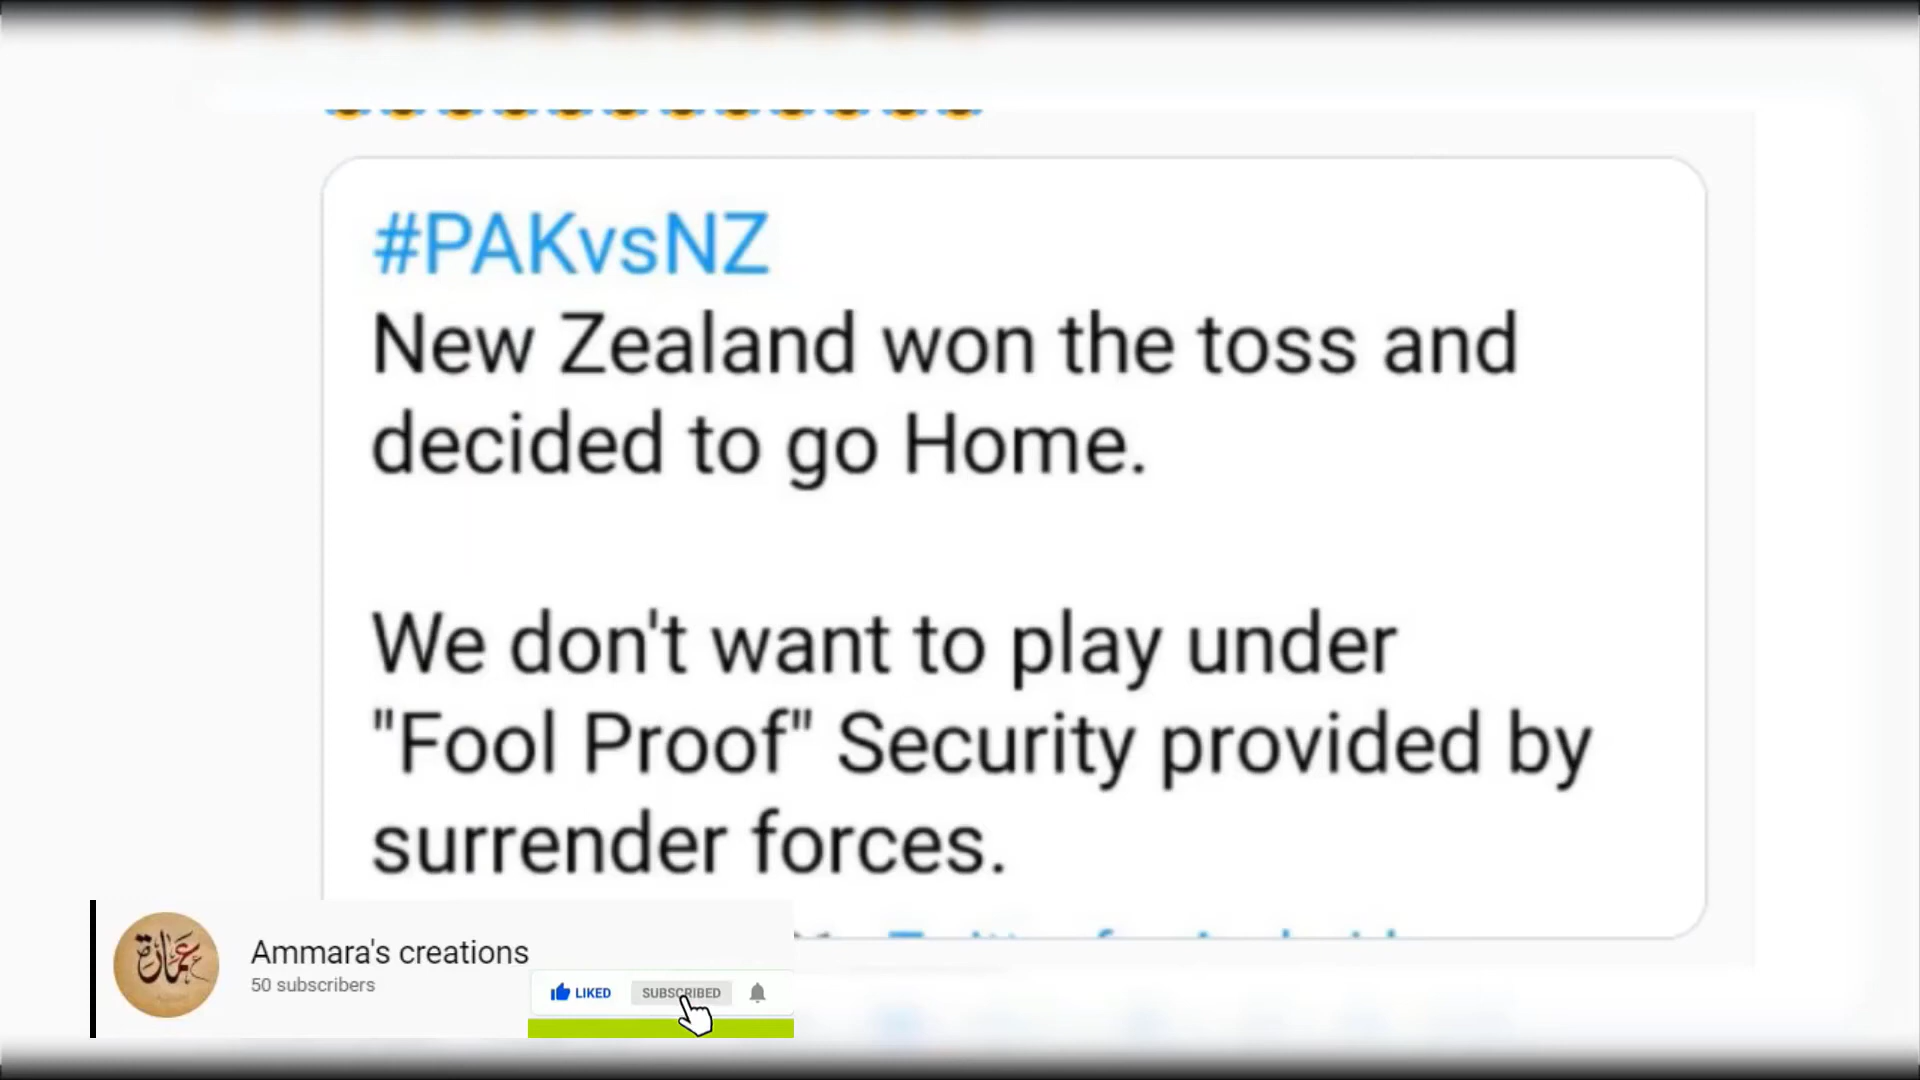 #PAKvsNZ
New Zealand won the toss and
decided to go Home.
We don't want to play under
"Fool Proof" Security provided by
surrender forces.
عمارة
Ammara's creations
50 subscribers
LIKED
SUBSCRIBED